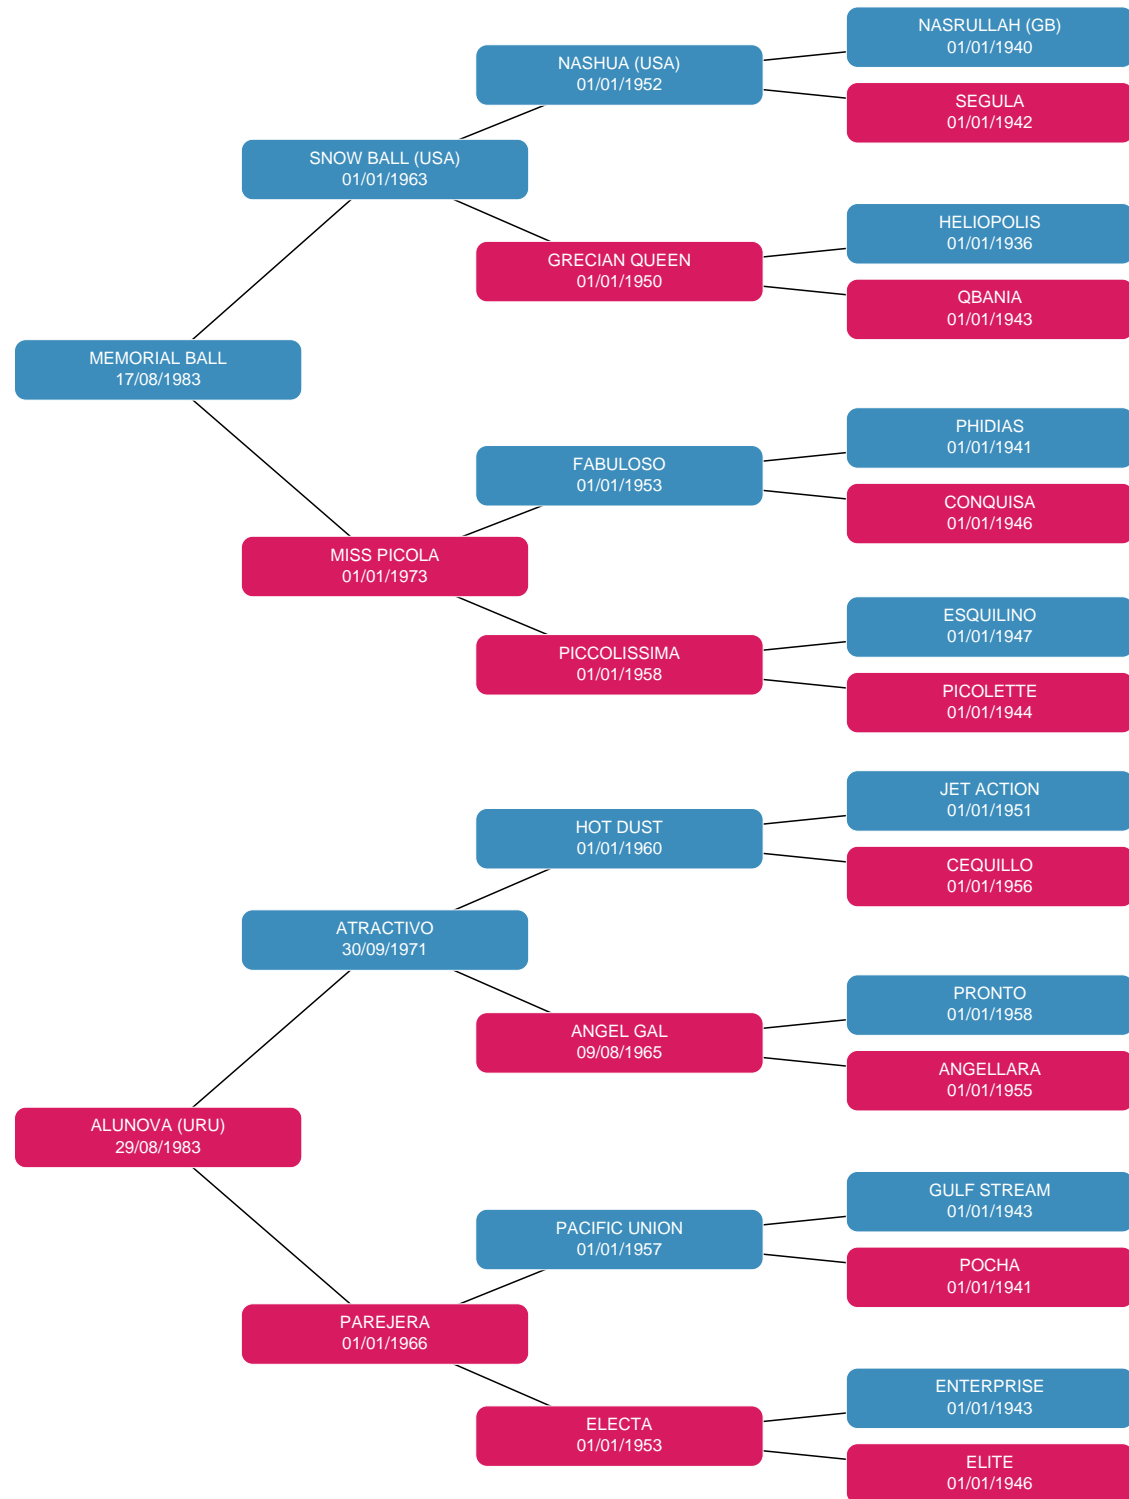 NASRULLAH (GB)
01/01/1940
NASHUA (USA)
01/01/1952
SEGULA
01/01/1942
SNOW BALL (USA)
01/01/1963
HELIOPOLIS
01/01/1936
GRECIAN QUEEN
01/01/1950
QBANIA
01/01/1943
MEMORIAL BALL
17/08/1983
PHIDIAS
01/01/1941
FABULOSO
01/01/1953
CONQUISA
01/01/1946
MISS PICOLA
01/01/1973
ESQUILINO
01/01/1947
PICCOLISSIMA
01/01/1958
PICOLETTE
01/01/1944
JET ACTION
01/01/1951
HOT DUST
01/01/1960
CEQUILLO
01/01/1956
ATRACTIVO
30/09/1971
PRONTO
01/01/1958
ANGEL GAL
09/08/1965
ANGELLARA
01/01/1955
ALUNOVA (URU)
29/08/1983
GULF STREAM
01/01/1943
PACIFIC UNION
01/01/1957
POCHA
01/01/1941
PAREJERA
01/01/1966
ENTERPRISE
01/01/1943
ELECTA
01/01/1953
ELITE
01/01/1946